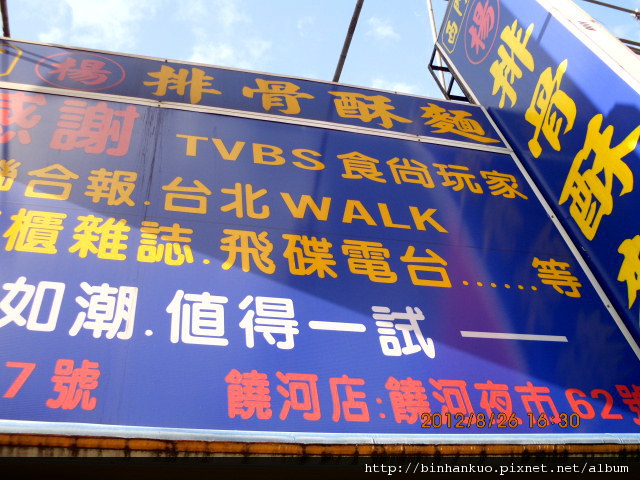 楊 排骨酥麵
感謝 TVBS 食尚玩家
聯合報.台北WALK
櫃雜誌.飛碟電台......等
如潮.值得一試 ——
7號 饒河店:饒河夜市62號
西門
楊
排骨酥
2012/8/26 16:30
http://binhankuo.pixnet.net/album